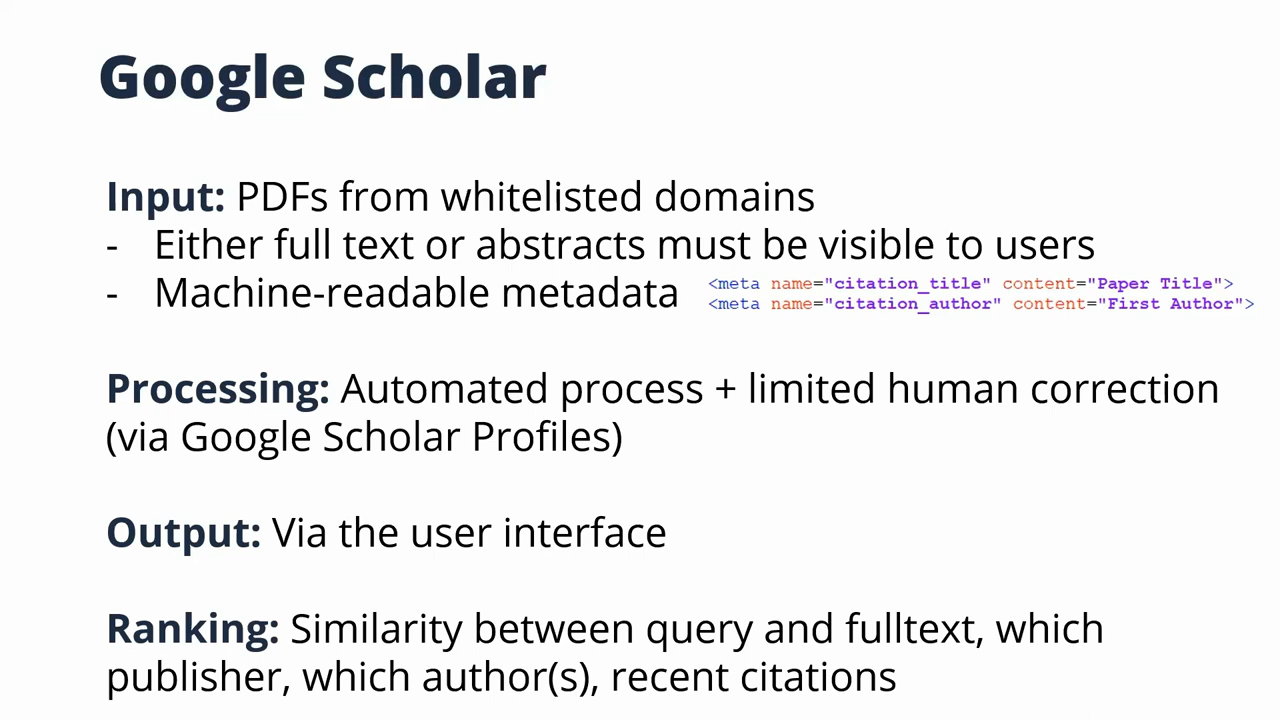 Google Scholar
Input: PDFs from whitelisted domains
- Either full text or abstracts must be visible to users
- Machine-readable metadata
<meta name="citation_title" content="Paper Title">
<meta name="citation_author" content="First Author">
Processing: Automated process + limited human correction
(via Google Scholar Profiles)
Output: Via the user interface
Ranking: Similarity between query and fulltext, which
publisher, which author(s), recent citations